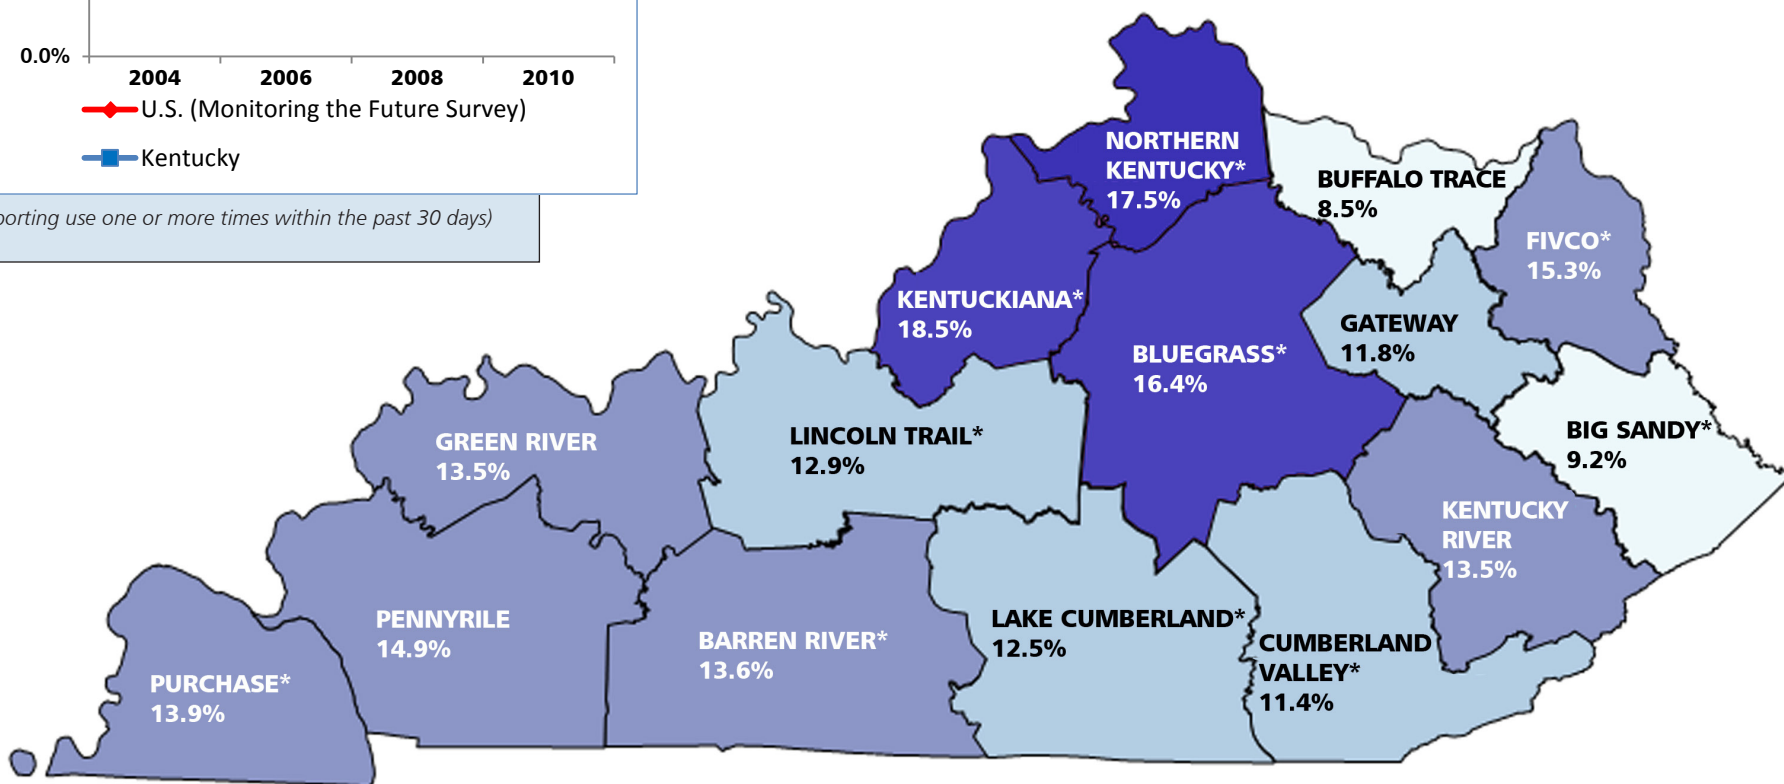 0.0%
2004 2006 2008 2010
U.S. (Monitoring the Future Survey)
Kentucky
porting use one or more times within the past 30 days)
NORTHERN
KENTUCKY*
17.5%
BUFFALO TRACE
8.5%
FIVCO*
15.3%
KENTUCKIANA*
18.5%
GATEWAY
11.8%
BLUEGRASS*
16.4%
GREEN RIVER
13.5%
LINCOLN TRAIL*
12.9%
BIG SANDY*
9.2%
KENTUCKY
RIVER
13.5%
PENNYRILE
14.9%
BARREN RIVER*
13.6%
LAKE CUMBERLAND*
12.5%
CUMBERLAND
VALLEY*
11.4%
PURCHASE*
13.9%